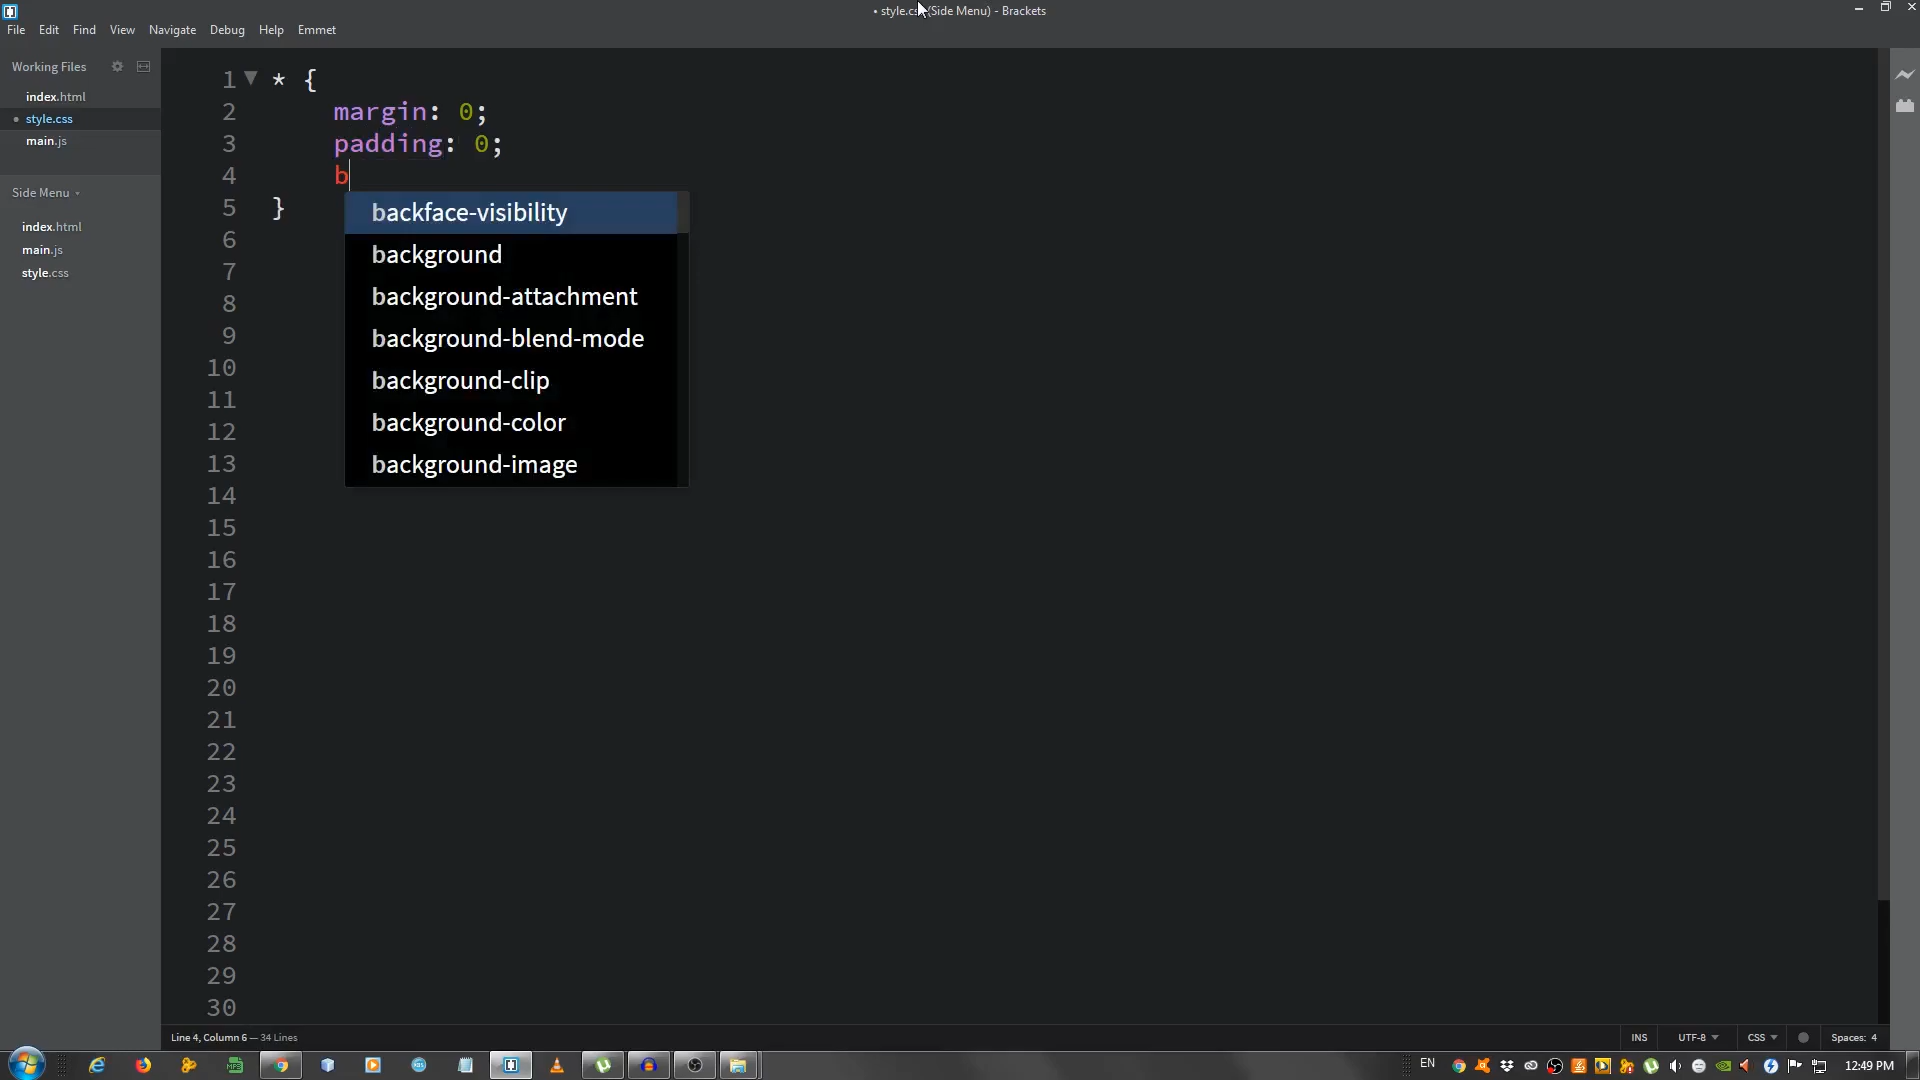 • style.cs (Side Menu) - Brackets
File Edit Find View Navigate Debug Help Emmet
Working Files
index.html
• style.css
main.js
Side Menu
index.html
main.js
style.css
1 * {
2 margin: 0;
3 padding: 0;
4 b
5 }
6
7
8
9
10
11
12
13
14
15
16
17
18
19
20
21
22
23
24
25
26
27
28
29
30
backface-visibility
background
background-attachment
background-blend-mode
background-clip
background-color
background-image
Line 4, Column 6 — 34 Lines
INS UTF-8 CSS Spaces: 4
EN 12:49 PM